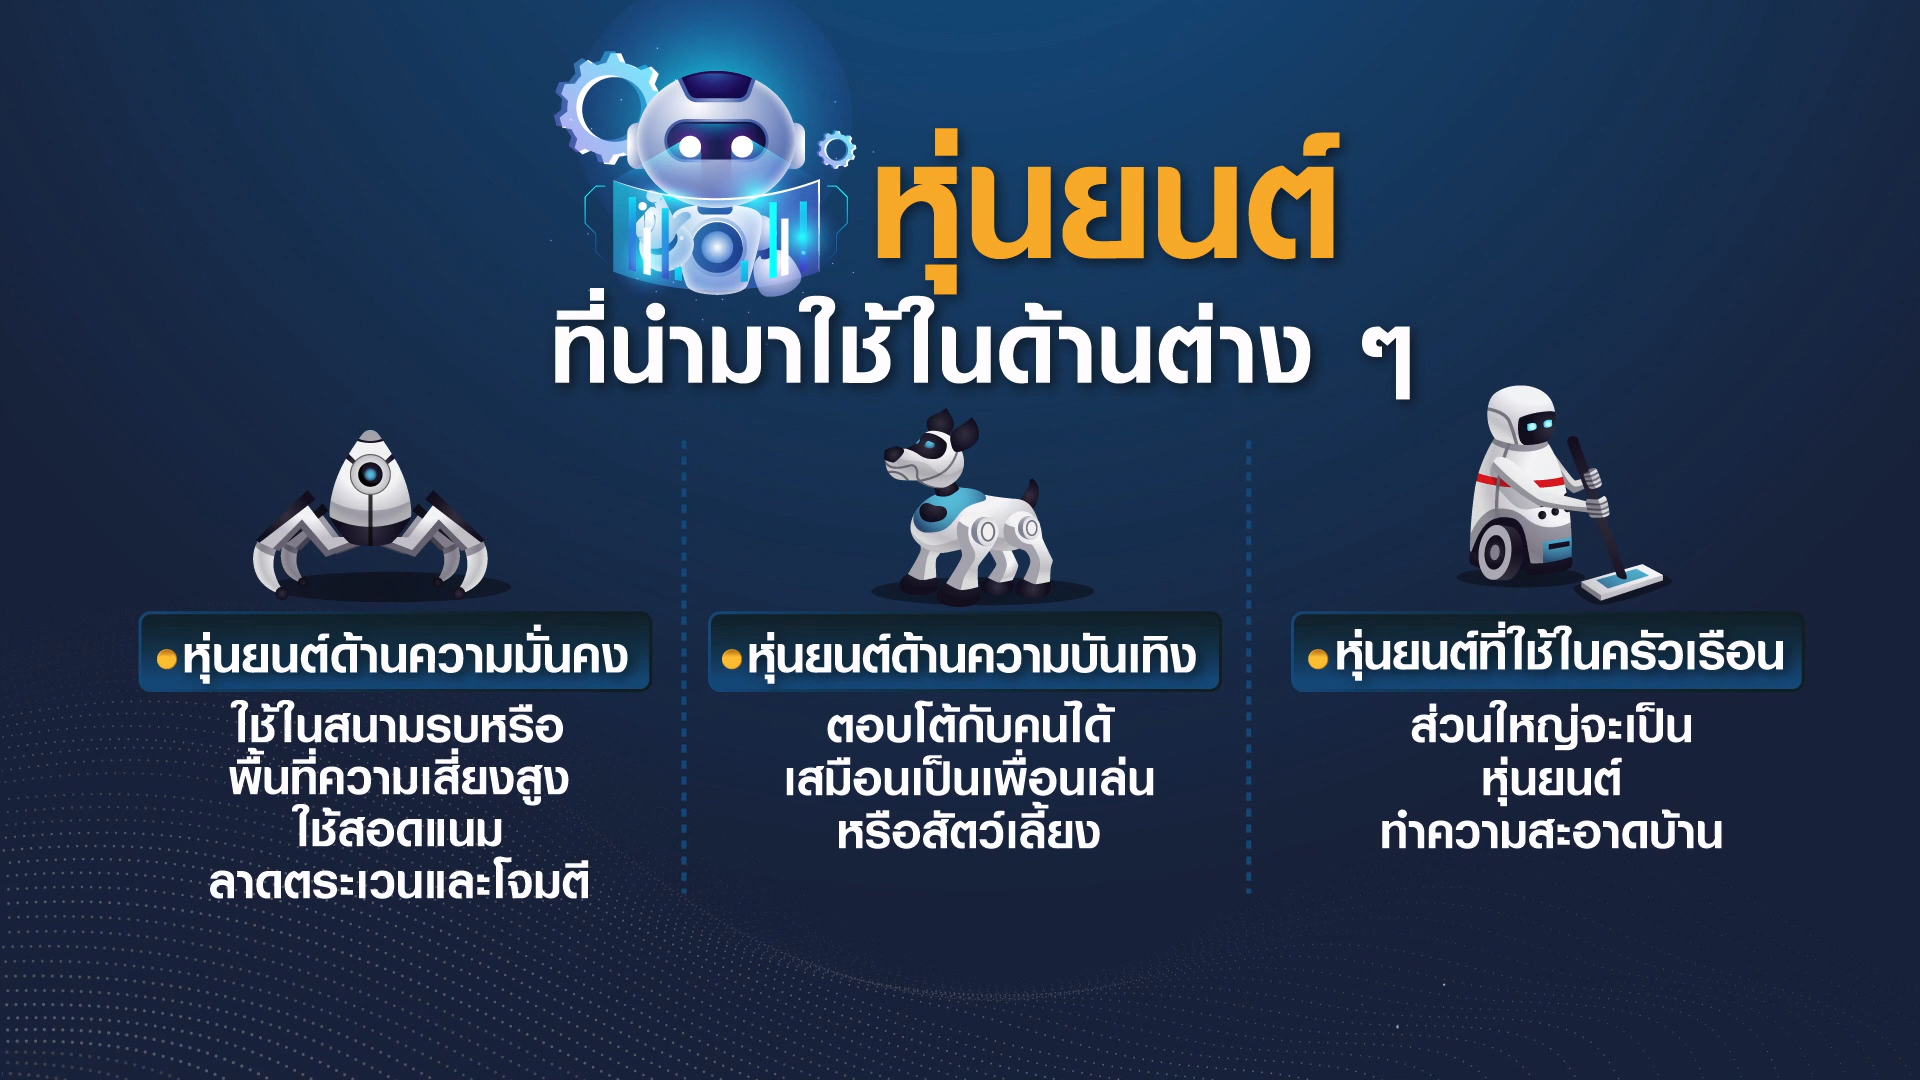 หุ่นยนต์
ที่นำมาใช้ในด้านต่าง ๆ
หุ่นยนต์ด้านความมั่นคง
ใช้ในสนามรบหรือ
พื้นที่ความเสี่ยงสูง
ใช้สอดแนม
ลาดตระเวนและโจมตี
หุ่นยนต์ด้านความบันเทิง
ตอบโต้กับคนได้
เสมือนเป็นเพื่อนเล่น
หรือสัตว์เลี้ยง
หุ่นยนต์ที่ใช้ในครัวเรือน
ส่วนใหญ่จะเป็น
หุ่นยนต์
ทำความสะอาดบ้าน